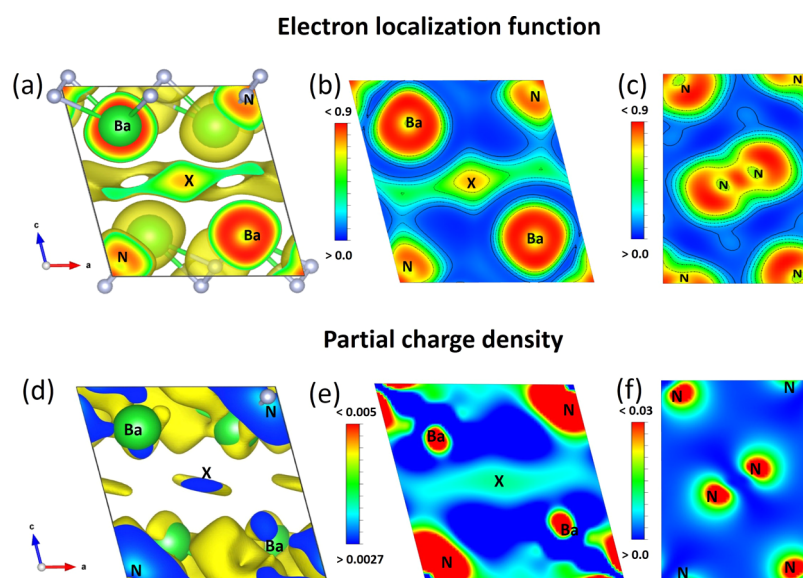 Electron localization function
(a)
Ba
N
X
Ba
N
c
a
(b)
< 0.9
> 0.0
Ba
N
X
Ba
N
(c)
< 0.9
> 0.0
N
N
N
N
N
N
Partial charge density
(d)
N
Ba
X
Ba
N
c
a
(e)
< 0.005
> 0.0027
Ba
N
X
Ba
N
(f)
< 0.03
> 0.0
N
N
N
N
N
N